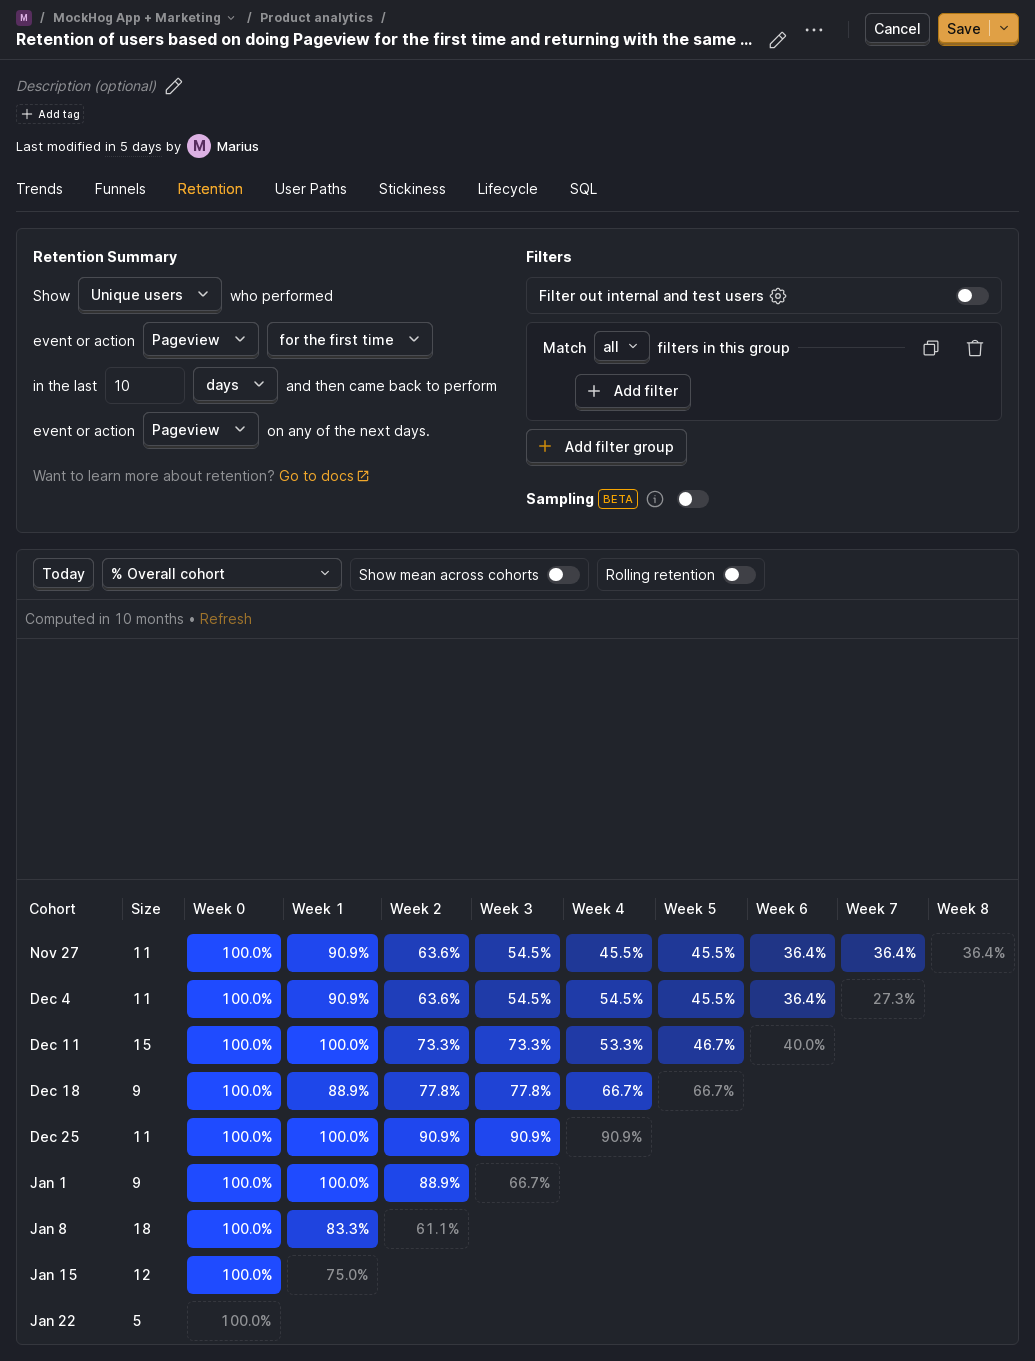 M / MockHog App + Marketing / Product analytics /
Retention of users based on doing Pageview for the first time and returning with the same ...
Cancel
Save
Description (optional)
Add tag
Last modified in 5 days by M Marius
Trends Funnels Retention User Paths Stickiness Lifecycle SQL
Retention Summary
Show Unique users who performed
event or action Pageview for the first time
in the last 10 days and then came back to perform
event or action Pageview on any of the next days.
Want to learn more about retention? Go to docs
Filters
Filter out internal and test users
Match all filters in this group
Add filter
Add filter group
Sampling BETA
Today % Overall cohort Show mean across cohorts Rolling retention
Computed in 10 months • Refresh
Cohort Size Week 0 Week 1 Week 2 Week 3 Week 4 Week 5 Week 6 Week 7 Week 8
Nov 27 11 100.0% 90.9% 63.6% 54.5% 45.5% 45.5% 36.4% 36.4% 36.4%
Dec 4 11 100.0% 90.9% 63.6% 54.5% 54.5% 45.5% 36.4% 27.3%
Dec 11 15 100.0% 100.0% 73.3% 73.3% 53.3% 46.7% 40.0%
Dec 18 9 100.0% 88.9% 77.8% 77.8% 66.7% 66.7%
Dec 25 11 100.0% 100.0% 90.9% 90.9% 90.9%
Jan 1 9 100.0% 100.0% 88.9% 66.7%
Jan 8 18 100.0% 83.3% 61.1%
Jan 15 12 100.0% 75.0%
Jan 22 5 100.0%